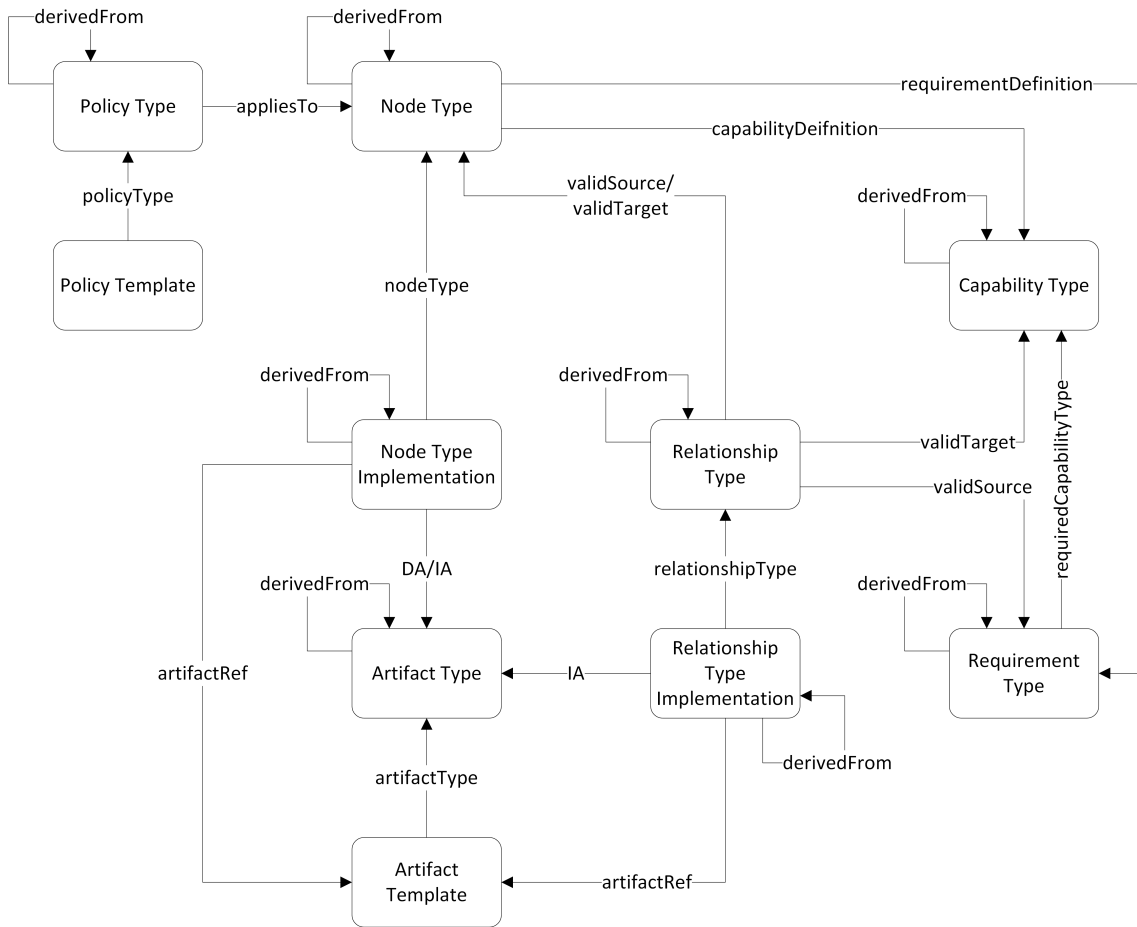 derivedFrom
derivedFrom
Policy Type
appliesTo
Node Type
requirementDefinition
capabilityDeifnition
policyType
validSource/
validTarget
derivedFrom
Policy Template
nodeType
Capability Type
derivedFrom
derivedFrom
Node Type
Implementation
Relationship
Type
validTarget
validSource
requiredCapabilityType
DA/IA
relationshipType
derivedFrom
derivedFrom
artifactRef
Artifact Type
IA
Relationship
Type
Implementation
Requirement
Type
derivedFrom
artifactType
Artifact
Template
artifactRef